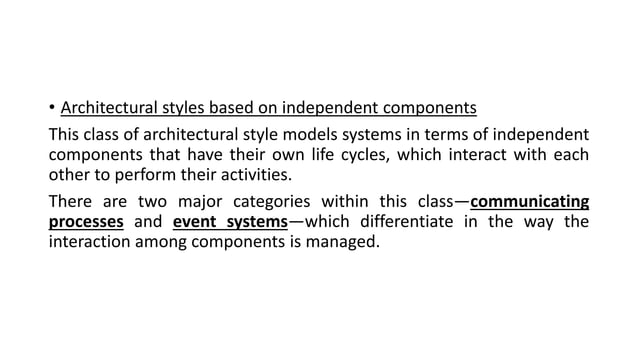 • Architectural styles based on independent components
This class of architectural style models systems in terms of independent
components that have their own life cycles, which interact with each
other to perform their activities.
There are two major categories within this class—communicating
processes and event systems—which differentiate in the way the
interaction among components is managed.